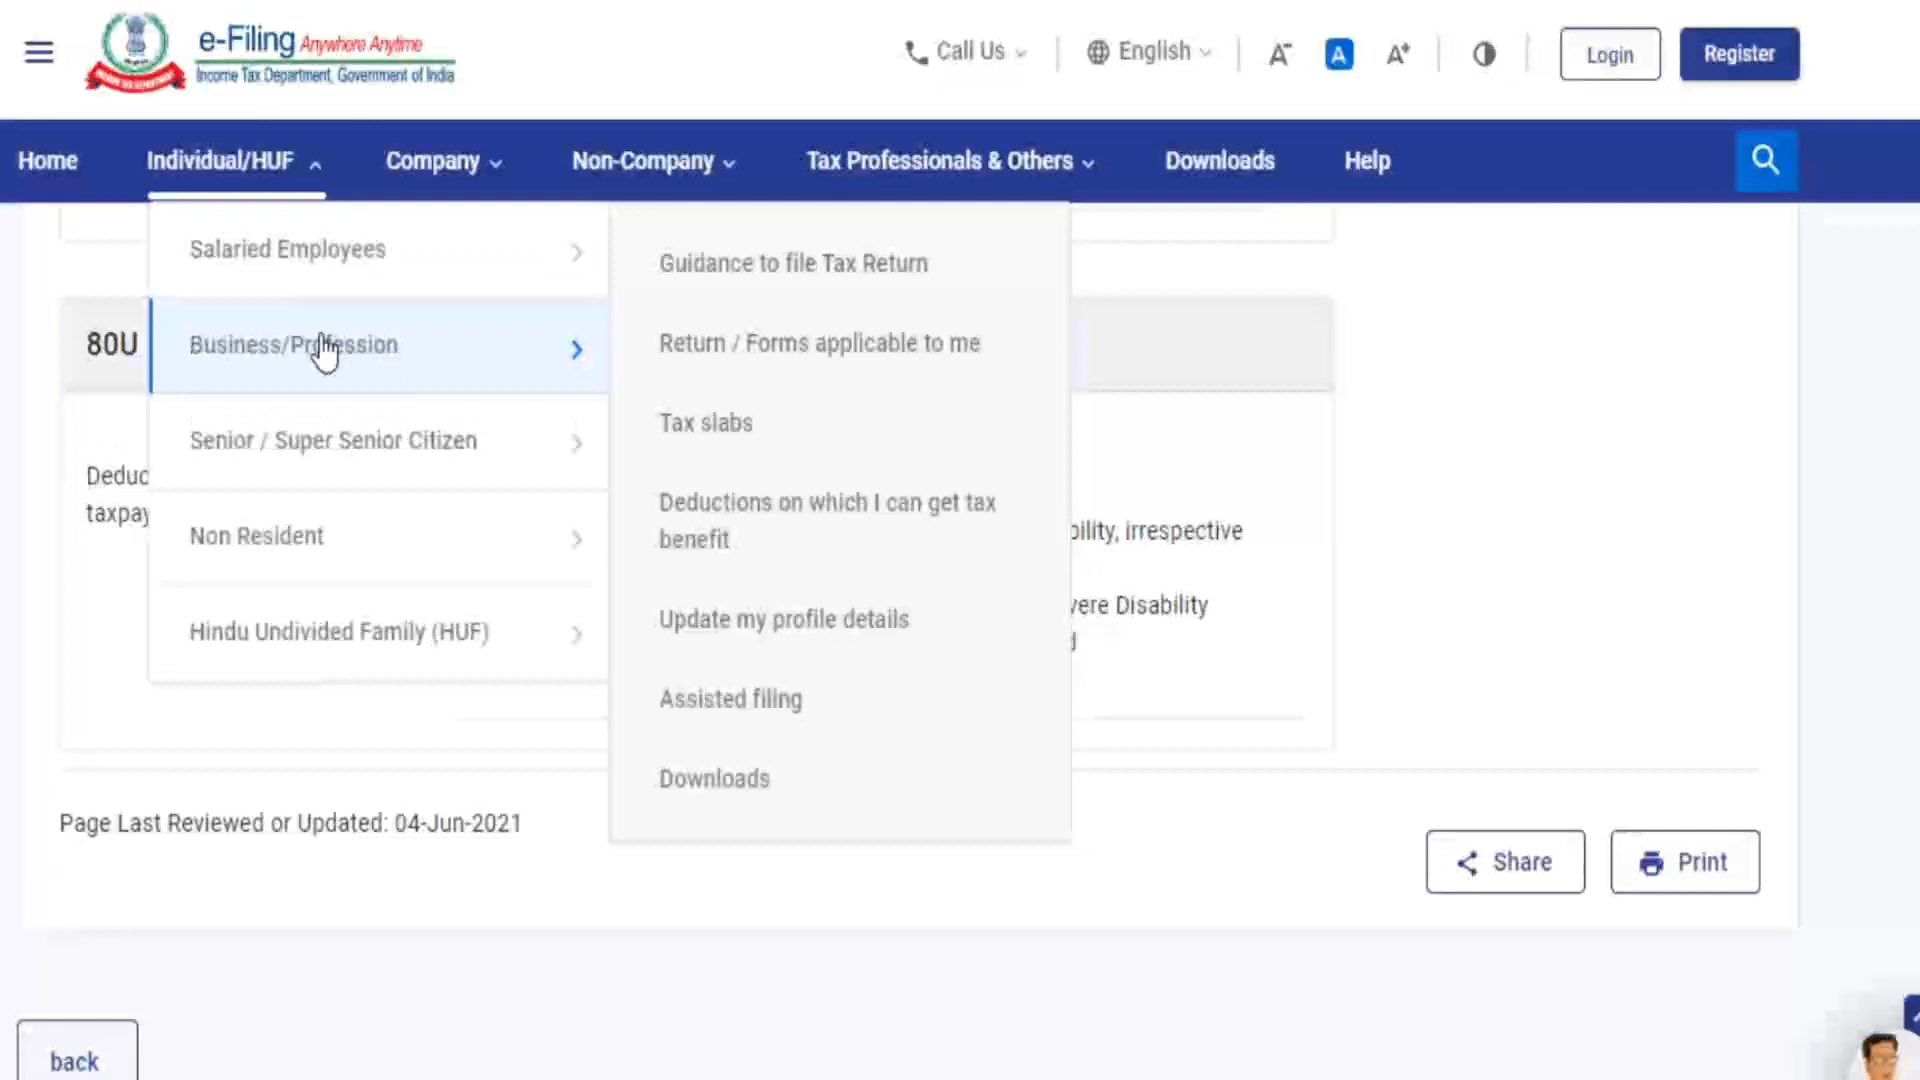 e-Filing Anywhere Anytime
Income Tax Department, Government of India
Call Us
English
A-
A
A+
Login
Register
Home
Individual/HUF
Company
Non-Company
Tax Professionals & Others
Downloads
Help
Salaried Employees
Business/Profession
Senior / Super Senior Citizen
Non Resident
Hindu Undivided Family (HUF)
Guidance to file Tax Return
Return / Forms applicable to me
Tax slabs
Deductions on which I can get tax
benefit
Update my profile details
Assisted filing
Downloads
80U
Deduc
taxpay
bility, irrespective
vere Disability
d
Page Last Reviewed or Updated: 04-Jun-2021
Share
Print
back